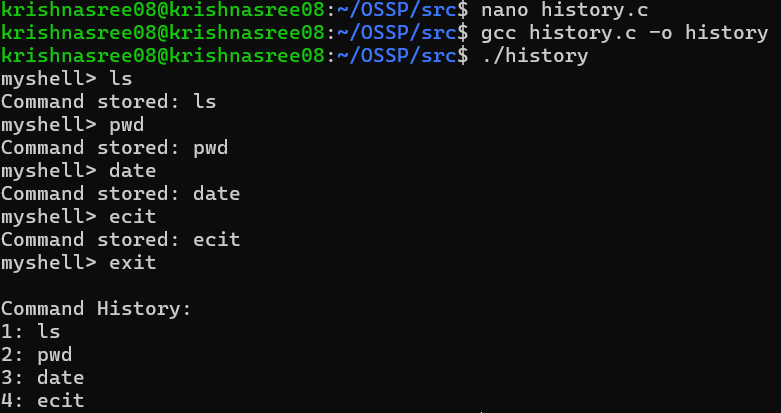 krishnasree08@krishnasree08:~/OSSP/src$ nano history.c
krishnasree08@krishnasree08:~/OSSP/src$ gcc history.c -o history
krishnasree08@krishnasree08:~/OSSP/src$ ./history
myshell> ls
Command stored: ls
myshell> pwd
Command stored: pwd
myshell> date
Command stored: date
myshell> ecit
Command stored: ecit
myshell> exit

Command History:
1: ls
2: pwd
3: date
4: ecit